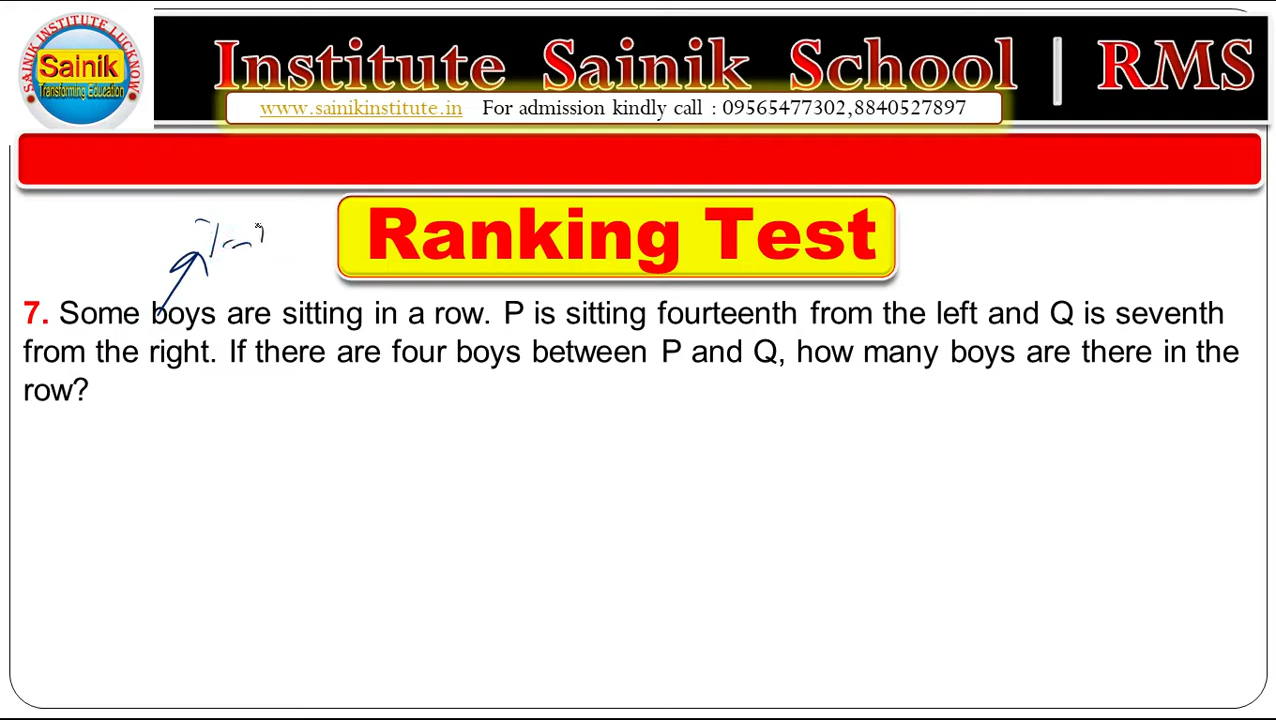 SAINIK INSTITUTE LUCKNOW
Sainik
Transforming Education
Institute Sainik School | RMS
www.sainikinstitute.in For admission kindly call : 09565477302,8840527897
Ranking Test
7. Some boys are sitting in a row. P is sitting fourteenth from the left and Q is seventh
from the right. If there are four boys between P and Q, how many boys are there in the
row?